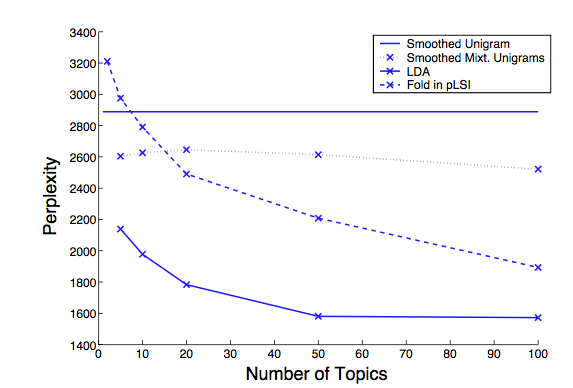 3400
3200
3000
2800
2600
2400
2200
2000
1800
1600
1400
Perplexity
Smoothed Unigram
Smoothed Mixt. Unigrams
LDA
Fold in pLSI
0 10 20 30 40 50 60 70 80 90 100
Number of Topics